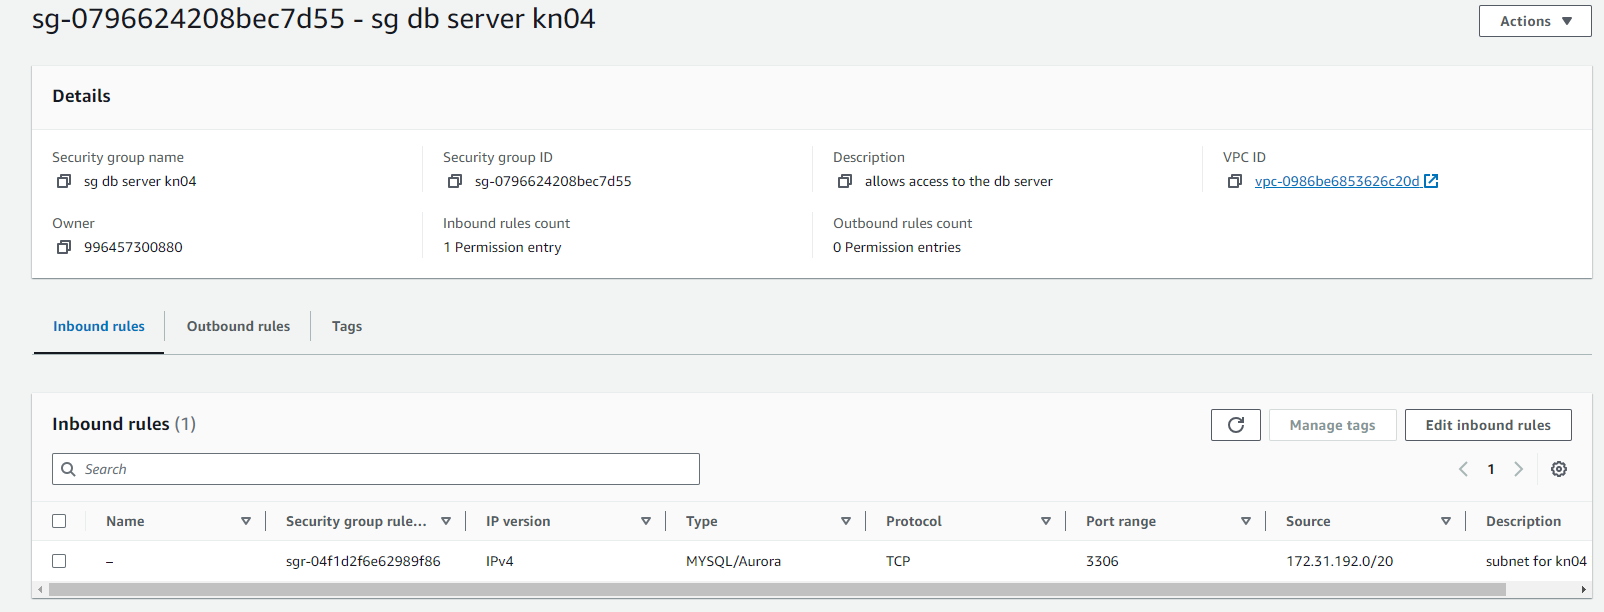 sg-0796624208bec7d55 - sg db server kn04
Actions
Details
Security group name
sg db server kn04
Security group ID
sg-0796624208bec7d55
Description
allows access to the db server
VPC ID
vpc-0986be6853626c20d
Owner
996457300880
Inbound rules count
1 Permission entry
Outbound rules count
0 Permission entries
Inbound rules Outbound rules Tags
Inbound rules (1)
Manage tags
Edit inbound rules
Search
1
Name Security group rule... IP version Type Protocol Port range Source Description
– sgr-04f1d2f6e62989f86 IPv4 MYSQL/Aurora TCP 3306 172.31.192.0/20 subnet for kn04